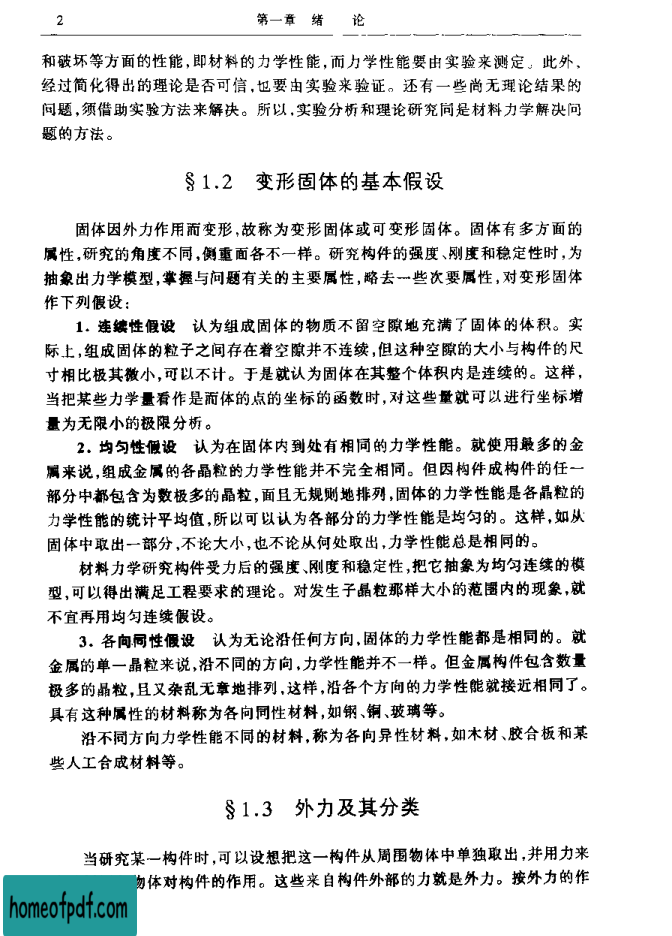 2 第一章 绪 论
和破坏等方面的性能,即材料的力学性能,而力学性能要由实验来测定。此外,
经过简化得出的理论是否可信,也要由实验来验证。还有一些尚无理论结果的
问题,须借助实验方法来解决。所以,实验分析和理论研究同是材料力学解决问
题的方法。
§1.2 变形固体的基本假设
固体因外力作用而变形,故称为变形固体或可变形固体。固体有多方面的
属性,研究的角度不同,侧重面各不一样。研究构件的强度、刚度和稳定性时,为
抽象出力学模型,掌握与问题有关的主要属性,略去一些次要属性,对变形固体
作下列假设:
1. 连续性假设 认为组成固体的物质不留空隙地充满了固体的体积。实
际上,组成固体的粒子之间存在着空隙并不连续,但这种空隙的大小与构件的尺
寸相比极其微小,可以不计。于是就认为固体在其整个体积内是连续的。这样,
当把某些力学量看作是而体的点的坐标的函数时,对这些量就可以进行坐标增
量为无限小的极限分析。
2. 均匀性假设 认为在固体内到处有相同的力学性能。就使用最多的金
属来说,组成金属的各晶粒的力学性能并不完全相同。但因构件成构件的任一
部分中都包含为数极多的晶粒,而且无规则地排列,固体的力学性能是各晶粒的
力学性能的统计平均值,所以可以认为各部分的力学性能是均匀的。这样,如从
固体中取出一部分,不论大小,也不论从何处取出,力学性能总是相同的。
材料力学研究构件受力后的强度、刚度和稳定性,把它抽象为均匀连续的模
型,可以得出满足工程要求的理论。对发生于晶粒那样大小的范围内的现象,就
不宜再用均匀连续假设。
3. 各向同性假设 认为无论沿任何方向,固体的力学性能都是相同的。就
金属的单一晶粒来说,沿不同的方向,力学性能并不一样。但金属构件包含数量
极多的晶粒,且又杂乱无章地排列,这样,沿各个方向的力学性能就接近相同了。
具有这种属性的材料称为各向同性材料,如钢、铜、玻璃等。
沿不同方向力学性能不同的材料,称为各向异性材料,如木材、胶合板和某
些人工合成材料等。
§1.3 外力及其分类
当研究某一构件时,可以设想把这一构件从周围物体中单独取出,并用力来
物体对构件的作用。这些来自构件外部的力就是外力。按外力的作
homeofpdf.com